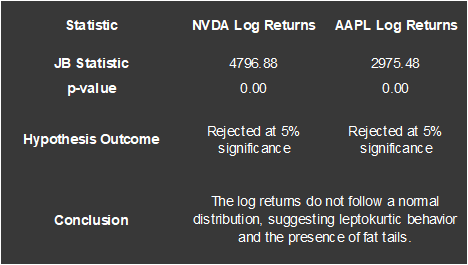 Statistic NVDA Log Returns AAPL Log Returns
JB Statistic 4796.88 2975.48
p-value 0.00 0.00
Hypothesis Outcome Rejected at 5% significance Rejected at 5% significance
Conclusion The log returns do not follow a normal
distribution, suggesting leptokurtic behavior
and the presence of fat tails.